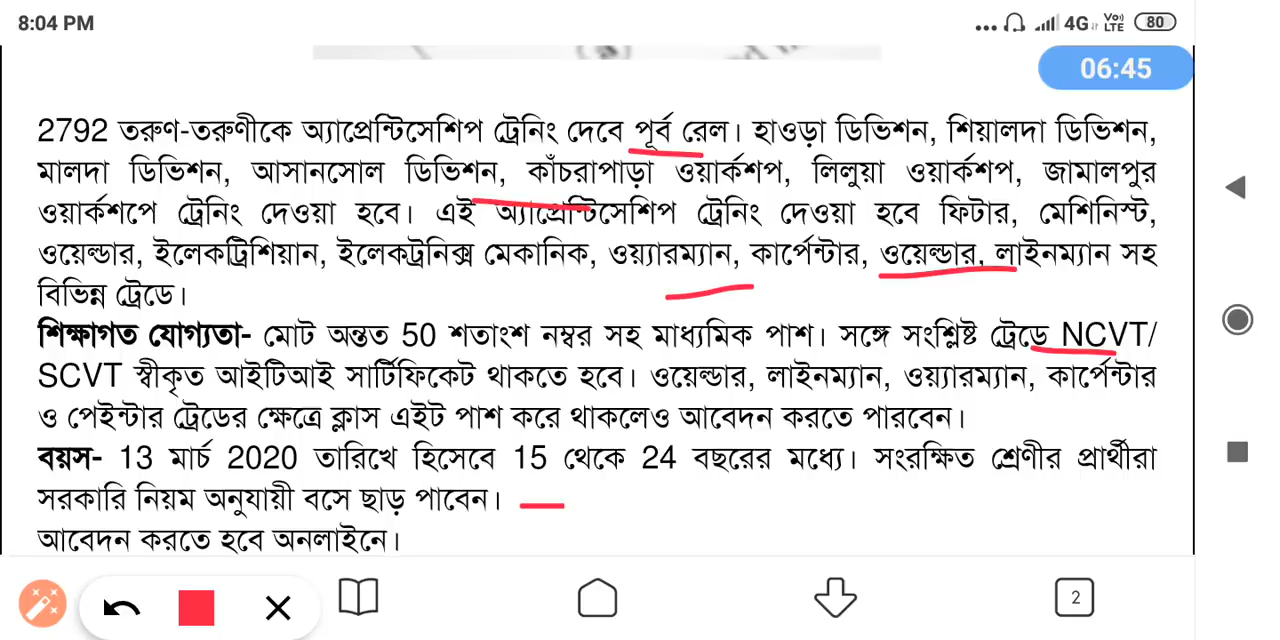 8:04 PM
4G
Vo)) LTE
80
06:45
2792 তরুণ-তরুণীকে অ্যাপ্রেন্টিসেশিপ ট্রেনিং দেবে পূর্ব রেল। হাওড়া ডিভিশন, শিয়ালদা ডিভিশন,
মালদা ডিভিশন, আসানসোল ডিভিশন, কাঁচরাপাড়া ওয়ার্কশপ, লিলুয়া ওয়ার্কশপ, জামালপুর
ওয়ার্কশপে ট্রেনিং দেওয়া হবে। এই অ্যাপ্রেন্টিসেশিপ ট্রেনিং দেওয়া হবে ফিটার, মেশিনিস্ট,
ওয়েল্ডার, ইলেকট্রিশিয়ান, ইলেকট্রনিক্স মেকানিক, ওয়্যারম্যান, কার্পেন্টার, ওয়েল্ডার, লাইনম্যান সহ
বিভিন্ন ট্রেডে।
শিক্ষাগত যোগ্যতা- মোট অন্তত 50 শতাংশ নম্বর সহ মাধ্যমিক পাশ। সঙ্গে সংশ্লিষ্ট ট্রেডে NCVT/
SCVT স্বীকৃত আইটিআই সার্টিফিকেট থাকতে হবে। ওয়েল্ডার, লাইনম্যান, ওয়্যারম্যান, কার্পেন্টার
ও পেইন্টার ট্রেডের ক্ষেত্রে ক্লাস এইট পাশ করে থাকলেও আবেদন করতে পারবেন।
বয়স- 13 মার্চ 2020 তারিখে হিসেবে 15 থেকে 24 বছরের মধ্যে। সংরক্ষিত শ্রেণীর প্রার্থীরা
সরকারি নিয়ম অনুযায়ী বসে ছাড় পাবেন।
আবেদন করতে হবে অনলাইনে।
2